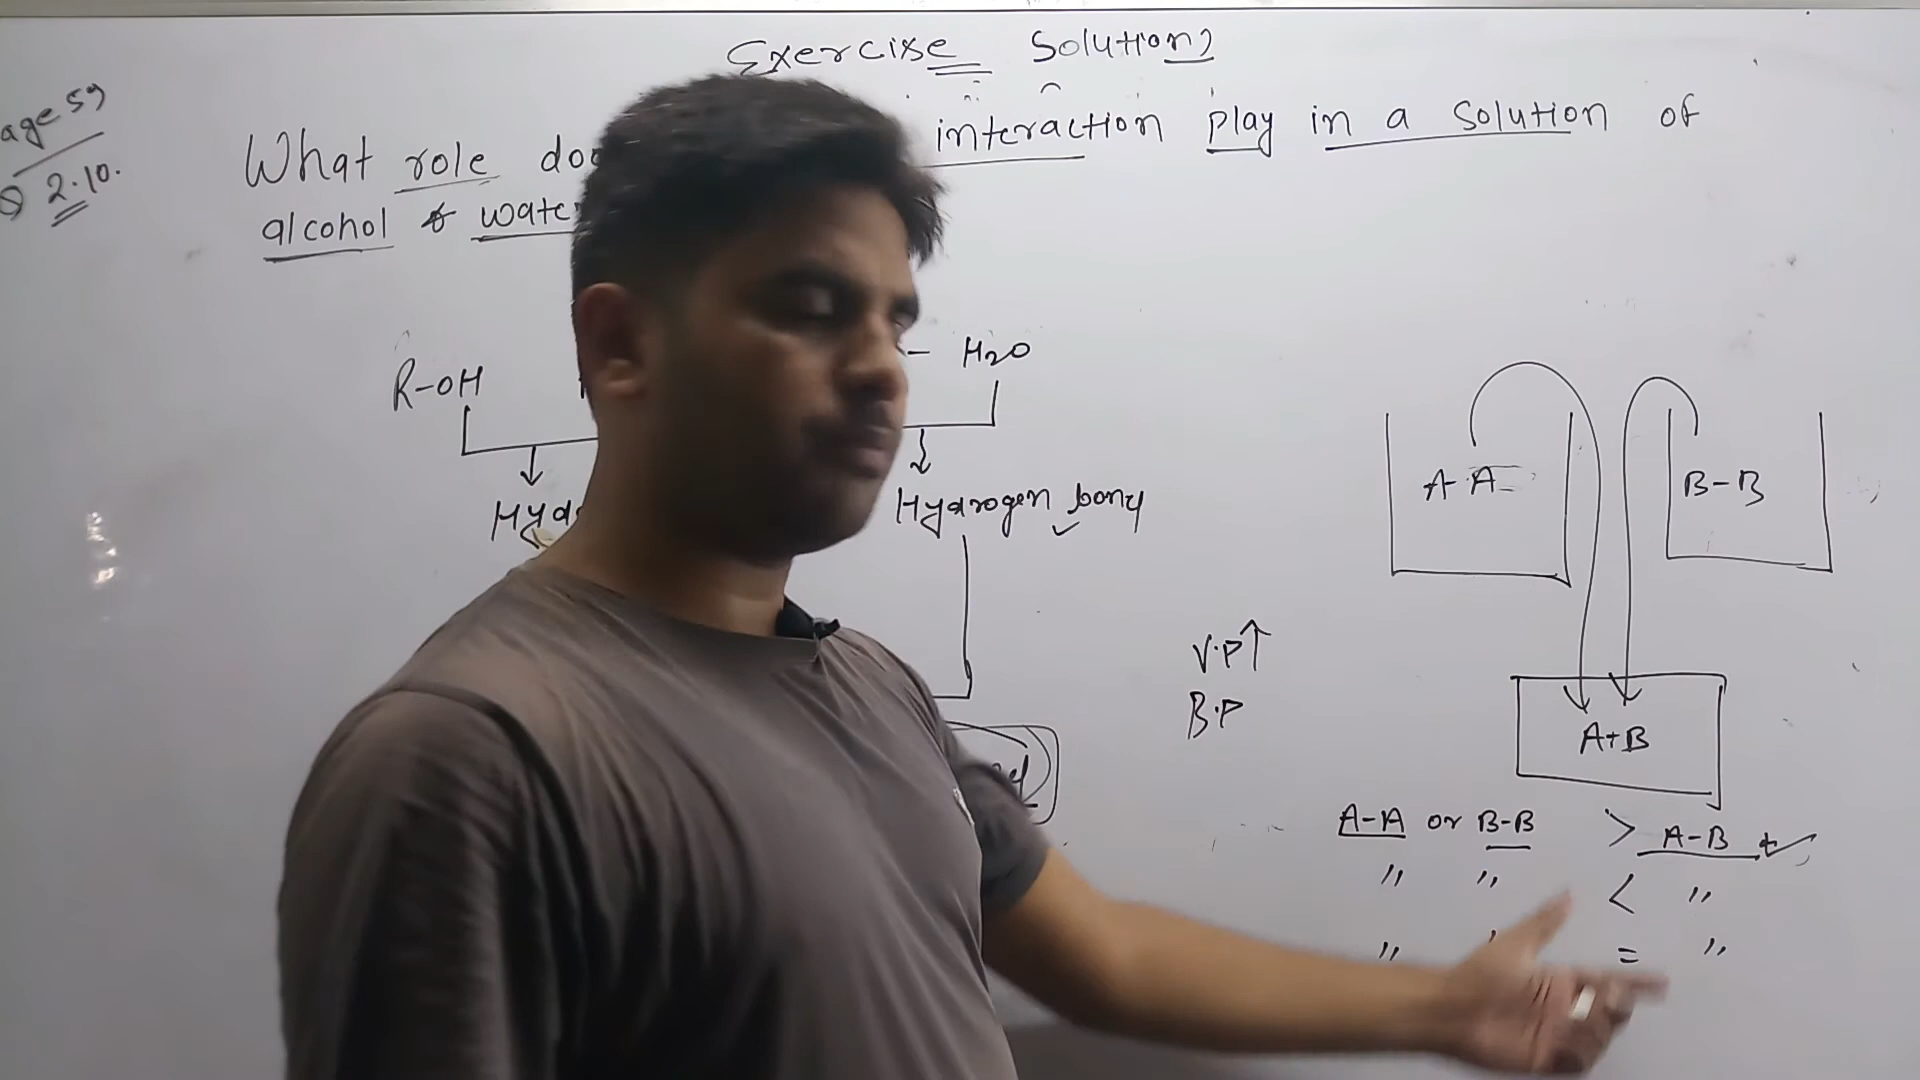 Exercise Solutions
age 59
Q 2.10.
What role interaction play in a solution of
alcohol & water
R-OH
- H2O
Hydrogen bond
A-A
B-B
V.P↑
B.P
A+B
A-A or B-B > A-B +
" " < "
" " = "